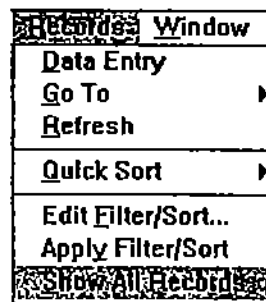 Records Window
Data Entry
Go To
Refresh
Quick Sort
Edit Filter/Sort...
Apply Filter/Sort
Show All Records